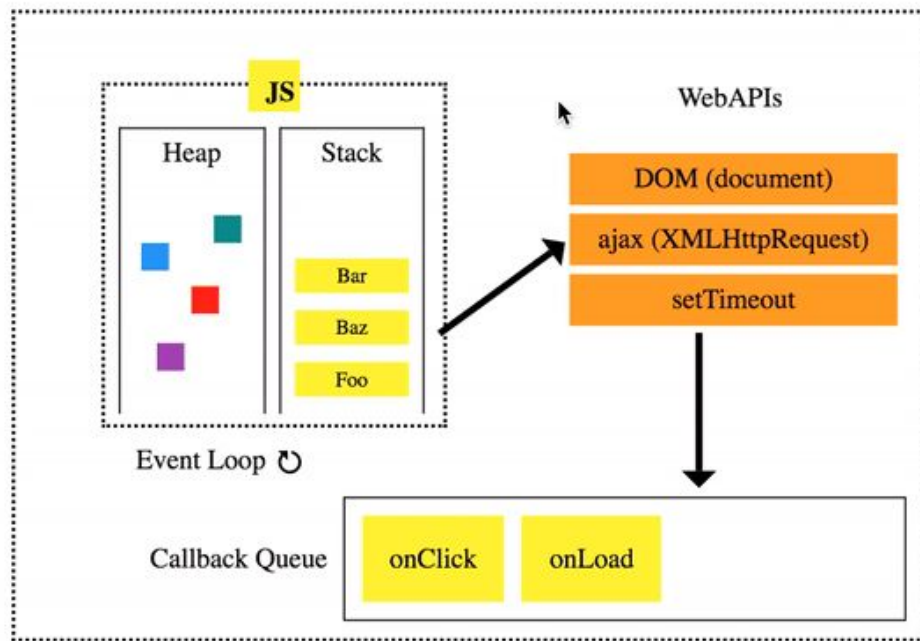 JS
Heap
Stack
Bar
Baz
Foo
WebAPIs
DOM (document)
ajax (XMLHttpRequest)
setTimeout
Event Loop ↻
Callback Queue
onClick
onLoad